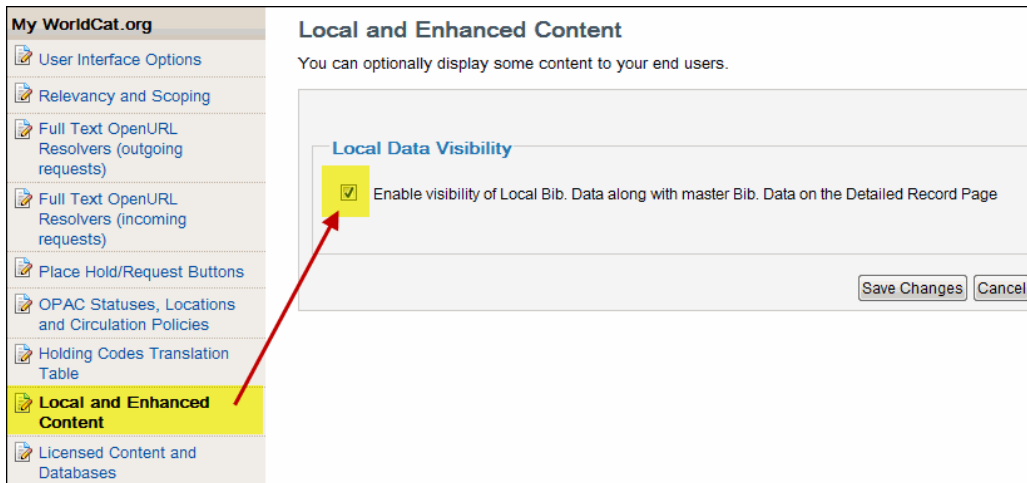 My WorldCat.org
User Interface Options
Relevancy and Scoping
Full Text OpenURL
Resolvers (outgoing
requests)
Full Text OpenURL
Resolvers (incoming
requests)
Place Hold/Request Buttons
OPAC Statuses, Locations
and Circulation Policies
Holding Codes Translation
Table
Local and Enhanced
Content
Licensed Content and
Databases
Local and Enhanced Content
You can optionally display some content to your end users.
Local Data Visibility
Enable visibility of Local Bib. Data along with master Bib. Data on the Detailed Record Page
Save Changes Cancel